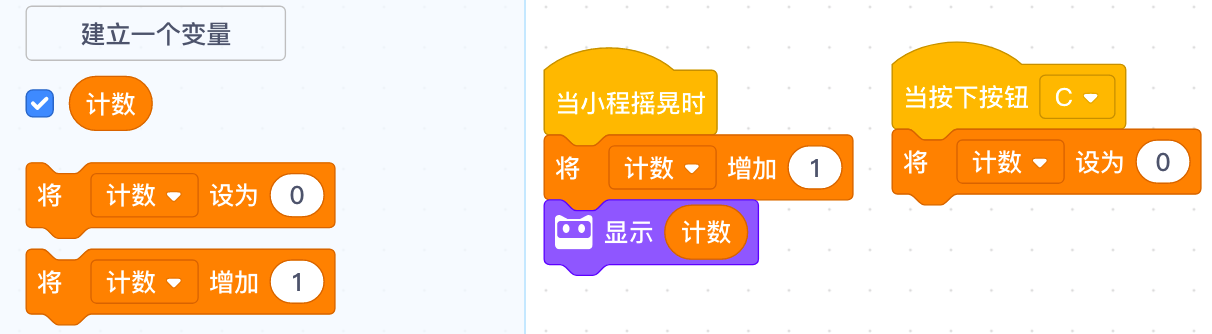 建立一个变量
计数
将 计数 设为 0
将 计数 增加 1
当小程摇晃时
将 计数 增加 1
显示 计数
当按下按钮 C
将 计数 设为 0